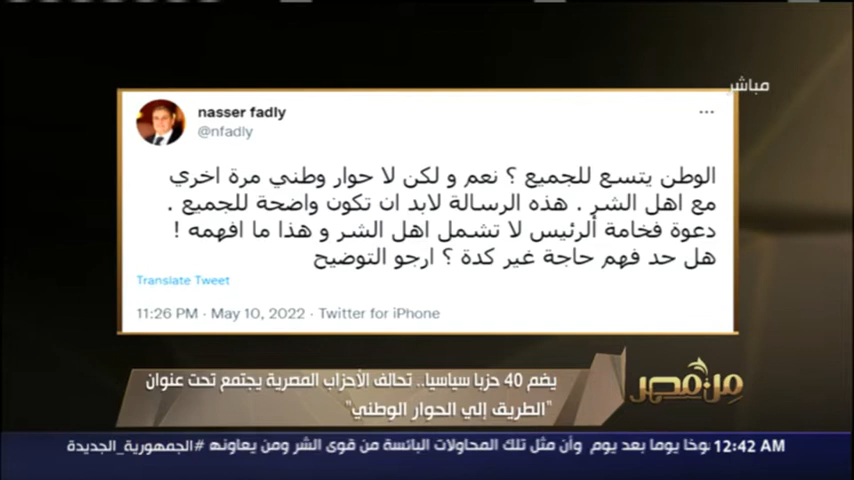 مباشر
nasser fadly
@nfadly
الوطن يتسع للجميع ؟ نعم و لكن لا حوار وطني مرة اخري
مع اهل الشر . هذه الرسالة لابد ان تكون واضحة للجميع .
دعوة فخامة ألرئيس لا تشمل اهل الشر و هذا ما افهمه !
هل حد فهم حاجة غير كدة ؟ ارجو التوضيح
Translate Tweet
11:26 PM · May 10, 2022 · Twitter for iPhone
يضم 40 حزبا سياسيا.. تحالف الأحزاب المصرية يجتمع تحت عنوان
"الطريق إلي الحوار الوطني"
من مصر
يوما بعد يوم وأن مثل تلك المحاولات البائسة من قوى الشر ومن يعاونها #الجمهورية_الجديدة
12:42 AM